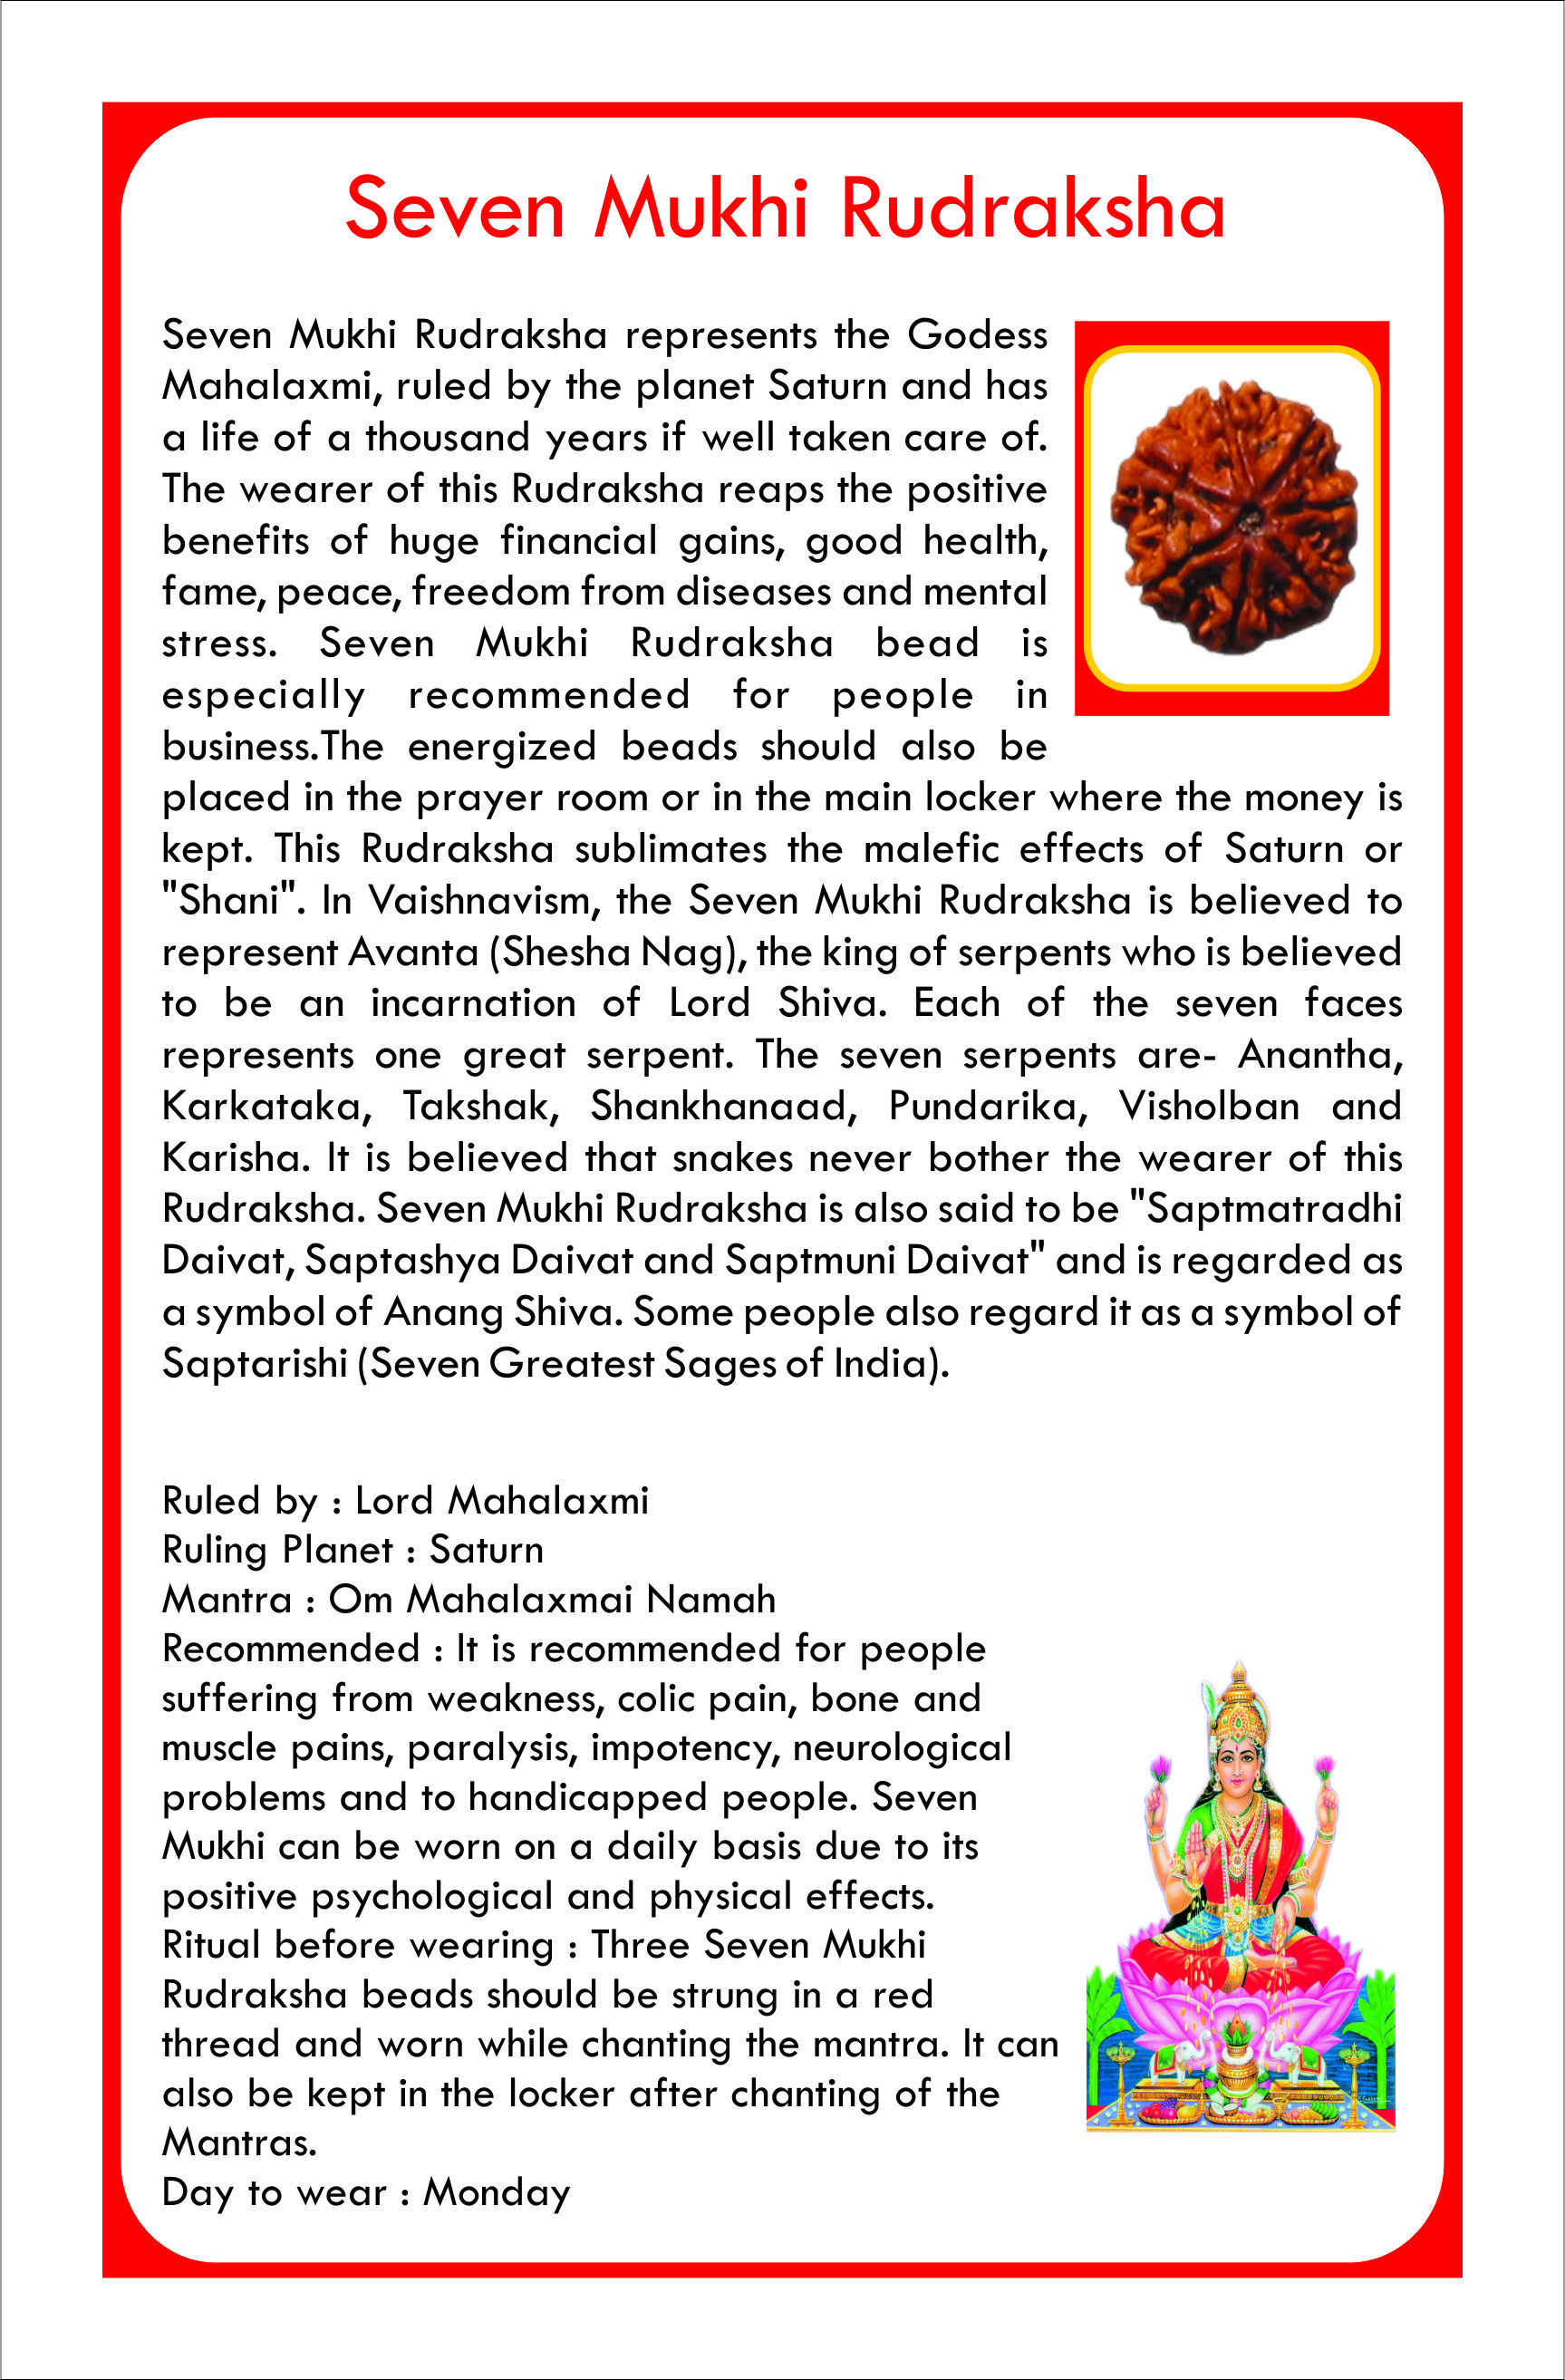 Seven Mukhi Rudraksha
Seven Mukhi Rudraksha represents the Godess
Mahalaxmi, ruled by the planet Saturn and has
a life of a thousand years if well taken care of.
The wearer of this Rudraksha reaps the positive
benefits of huge financial gains, good health,
fame, peace, freedom from diseases and mental
stress. Seven Mukhi Rudraksha bead is
especially recommended for people in
business.The energized beads should also be
placed in the prayer room or in the main locker where the money is
kept. This Rudraksha sublimates the malefic effects of Saturn or
"Shani". In Vaishnavism, the Seven Mukhi Rudraksha is believed to
represent Avanta (Shesha Nag), the king of serpents who is believed
to be an incarnation of Lord Shiva. Each of the seven faces
represents one great serpent. The seven serpents are- Anantha,
Karkataka, Takshak, Shankhanaad, Pundarika, Visholban and
Karisha. It is believed that snakes never bother the wearer of this
Rudraksha. Seven Mukhi Rudraksha is also said to be "Saptmatradhi
Daivat, Saptashya Daivat and Saptmuni Daivat" and is regarded as
a symbol of Anang Shiva. Some people also regard it as a symbol of
Saptarishi (Seven Greatest Sages of India).
Ruled by : Lord Mahalaxmi
Ruling Planet : Saturn
Mantra : Om Mahalaxmai Namah
Recommended : It is recommended for people
suffering from weakness, colic pain, bone and
muscle pains, paralysis, impotency, neurological
problems and to handicapped people. Seven
Mukhi can be worn on a daily basis due to its
positive psychological and physical effects.
Ritual before wearing : Three Seven Mukhi
Rudraksha beads should be strung in a red
thread and worn while chanting the mantra. It can
also be kept in the locker after chanting of the
Mantras.
Day to wear : Monday